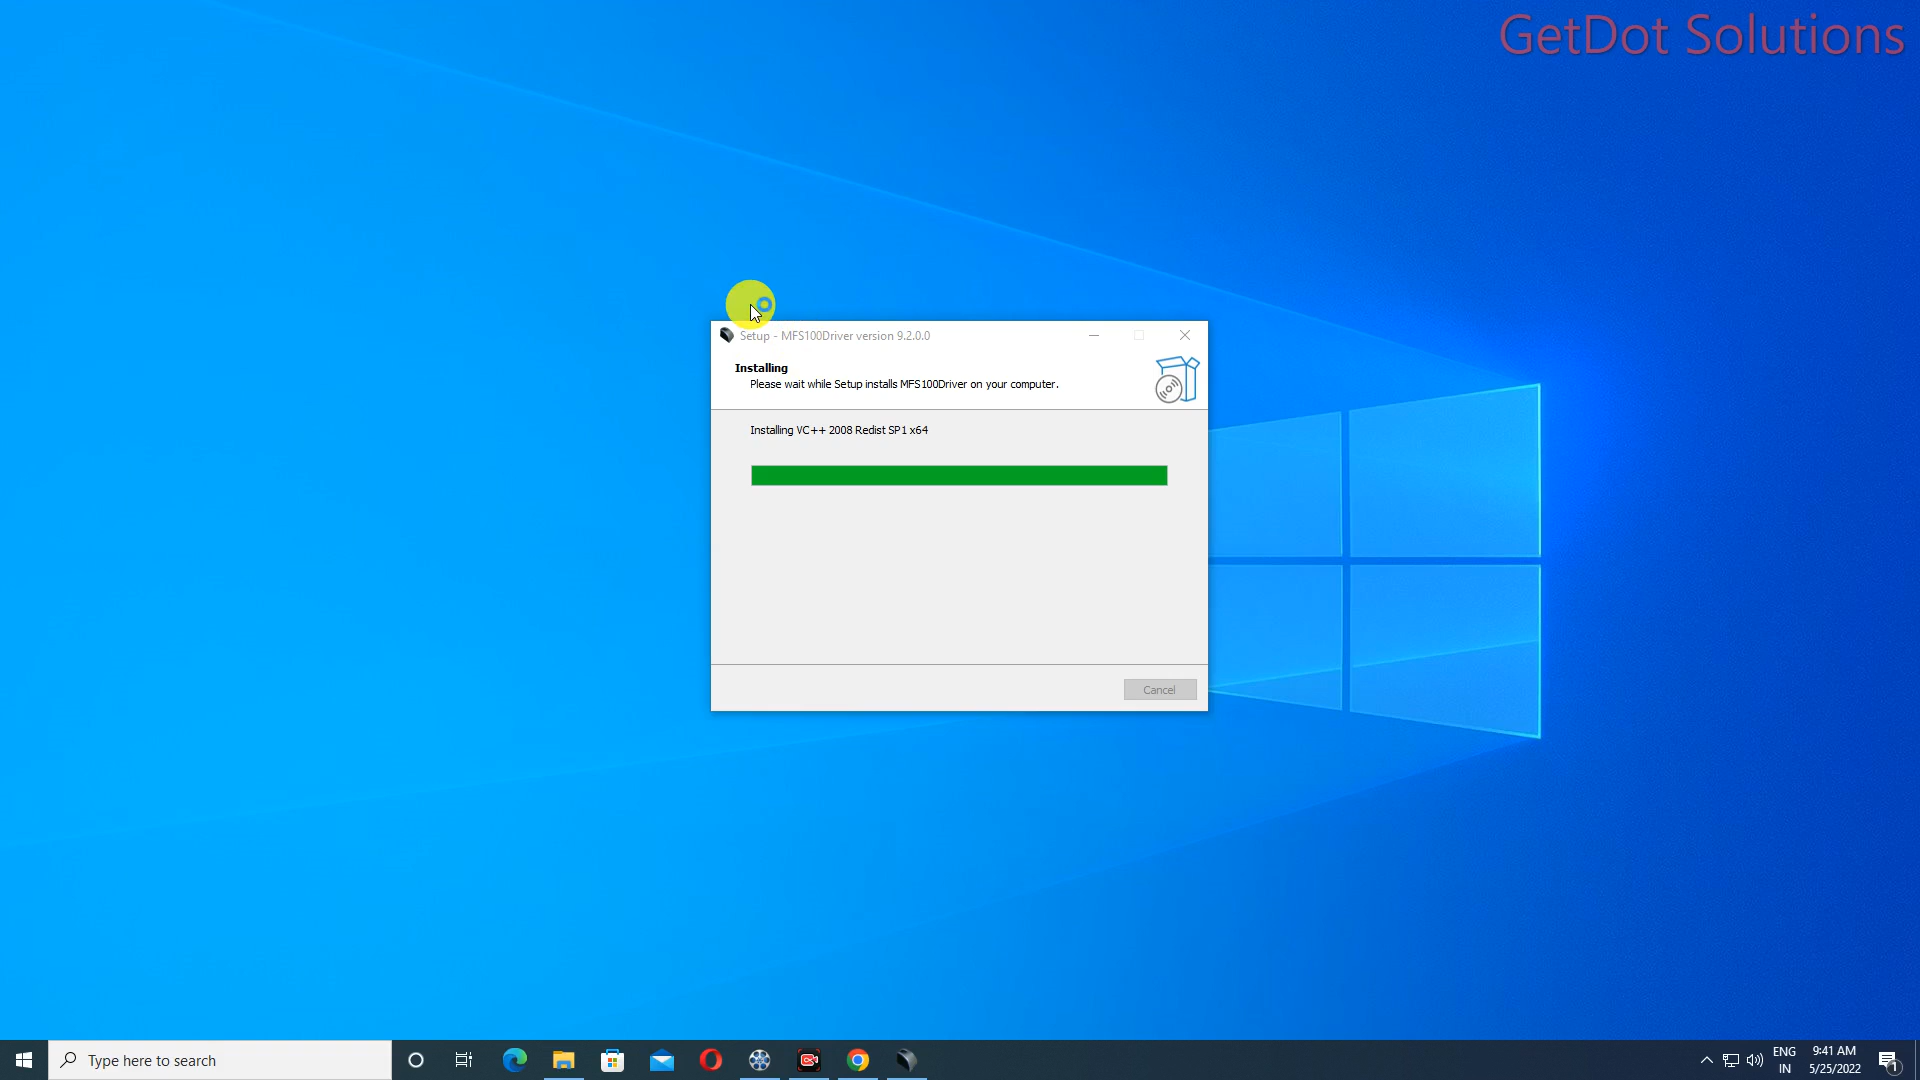 GetDot Solutions
Setup - MFS100Driver version 9.2.0.0
Installing
Please wait while Setup installs MFS100Driver on your computer.
Installing VC++ 2008 Redist SP1 x64
Cancel
Type here to search
ENG
IN
9:41 AM
5/25/2022
1